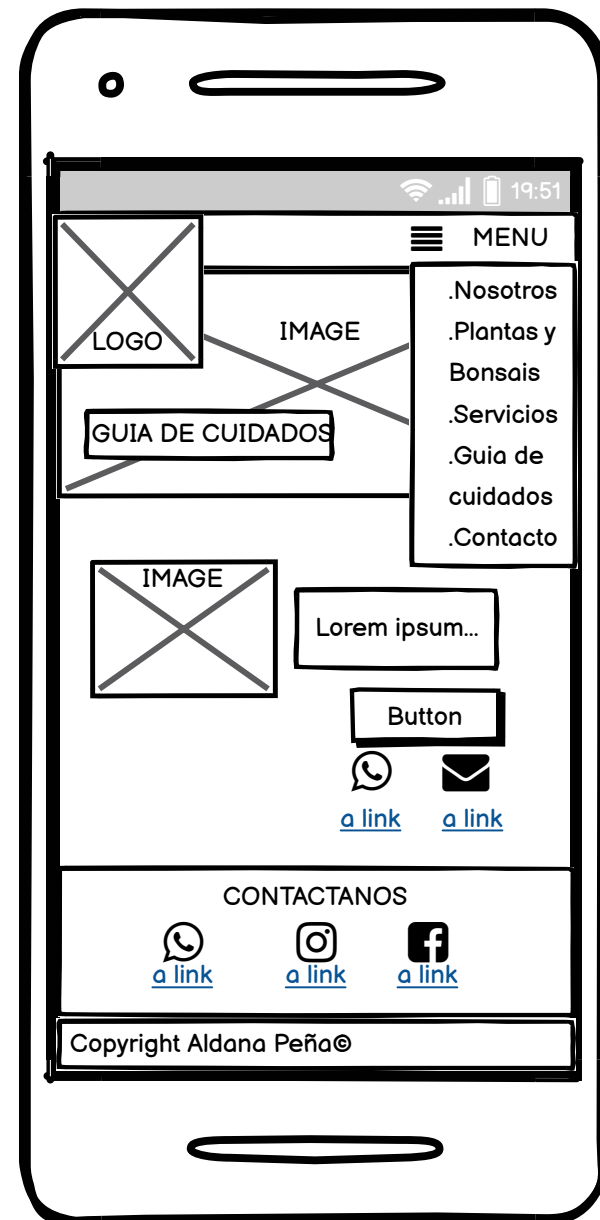 19:51
MENU
LOGO
IMAGE
GUIA DE CUIDADOS
.Nosotros
.Plantas y
Bonsais
.Servicios
.Guia de
cuidados
.Contacto
IMAGE
Lorem ipsum...
Button
a link
a link
CONTACTANOS
a link
a link
a link
Copyright Aldana Peña©